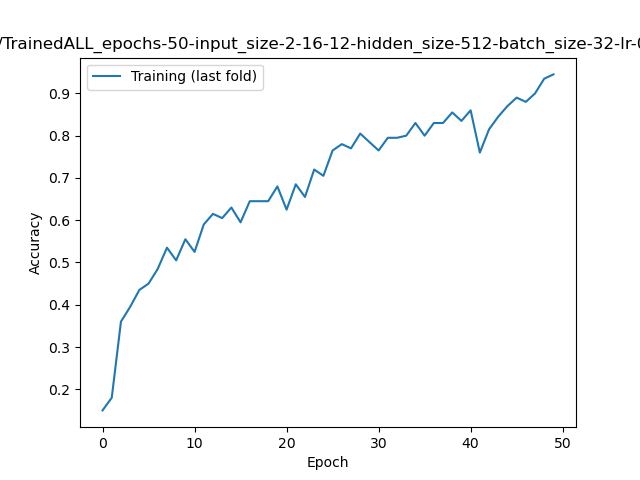 /TrainedALL_epochs-50-input_size-2-16-12-hidden_size-512-batch_size-32-lr-0
Training (last fold)
0.9
0.8
0.7
0.6
0.5
0.4
0.3
0.2
Accuracy
0 10 20 30 40 50
Epoch